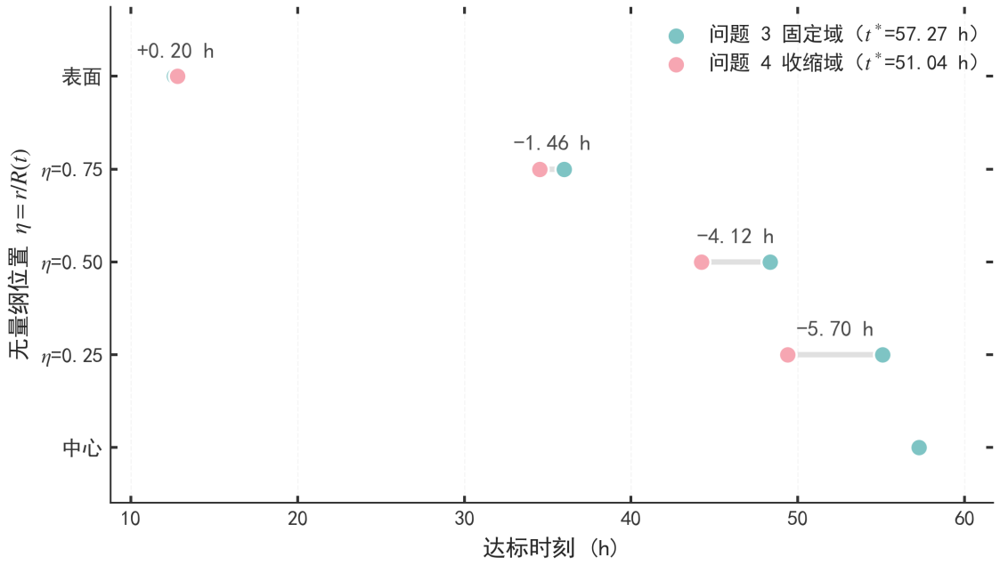 问题 3 固定域（t*=57.27 h）
问题 4 收缩域（t*=51.04 h）
+0.20 h
−1.46 h
−4.12 h
−5.70 h
无量纲位置 η = r/R(t)
表面
η=0.75
η=0.50
η=0.25
中心
10 20 30 40 50 60
达标时刻 (h)